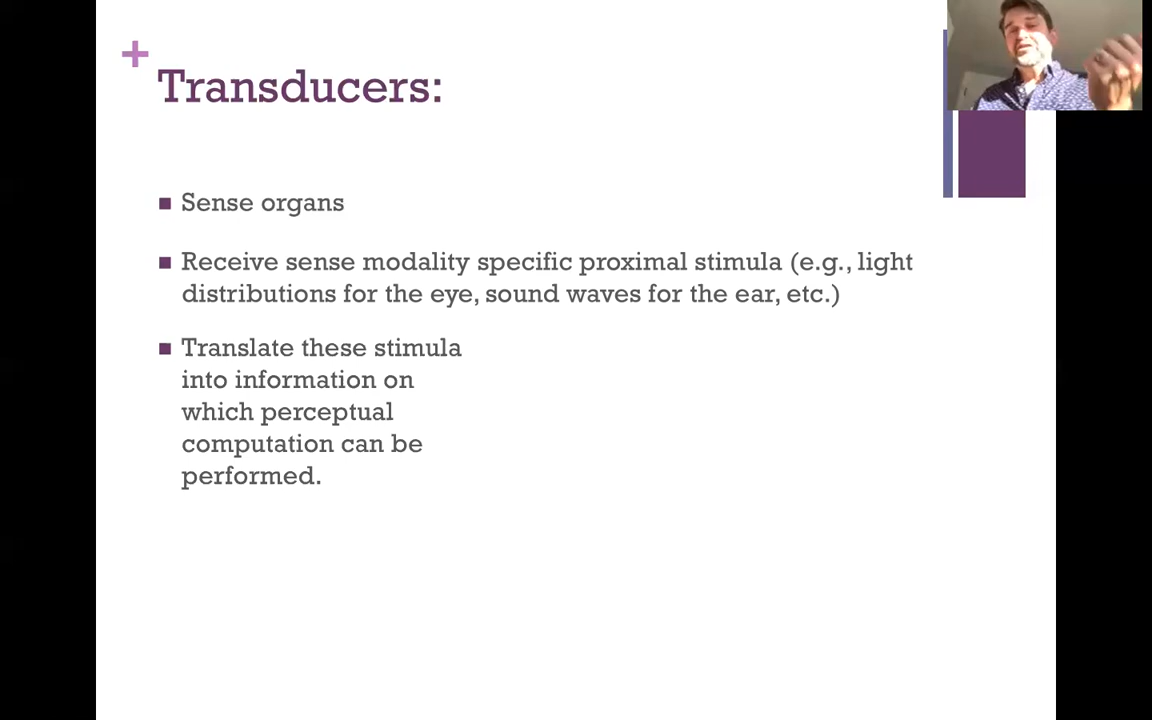 +
Transducers:
Sense organs
Receive sense modality specific proximal stimula (e.g., light
distributions for the eye, sound waves for the ear, etc.)
Translate these stimula
into information on
which perceptual
computation can be
performed.